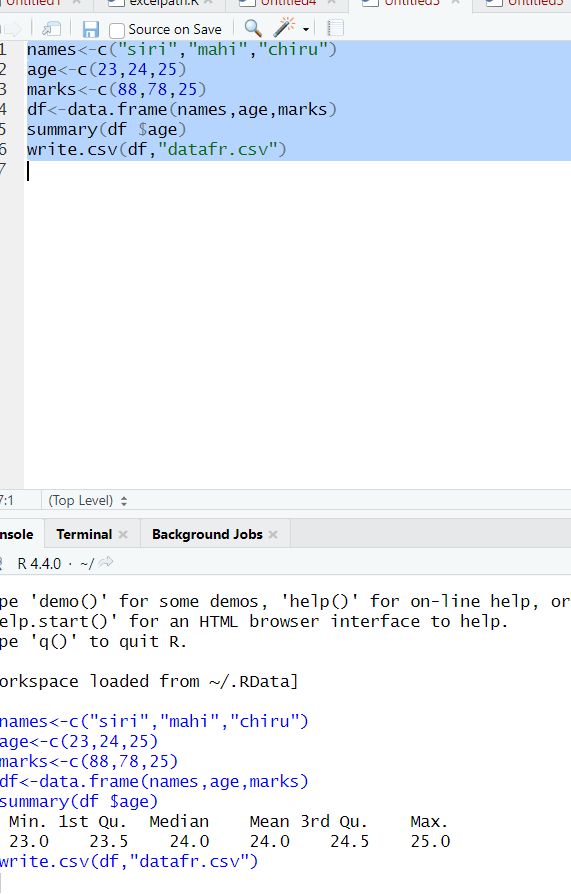 Untitled1 × excelpath.R × Untitled4 × Untitled3 × Untitled5
Source on Save
1 names<-c("siri","mahi","chiru")
2 age<-c(23,24,25)
3 marks<-c(88,78,25)
4 df<-data.frame(names,age,marks)
5 summary(df $age)
6 write.csv(df,"datafr.csv")
7
7:1 (Top Level)
nsole Terminal × Background Jobs ×
R 4.4.0 · ~/
pe 'demo()' for some demos, 'help()' for on-line help, or
elp.start()' for an HTML browser interface to help.
pe 'q()' to quit R.
orkspace loaded from ~/.RData]
names<-c("siri","mahi","chiru")
age<-c(23,24,25)
marks<-c(88,78,25)
df<-data.frame(names,age,marks)
summary(df $age)
Min. 1st Qu. Median Mean 3rd Qu. Max.
23.0 23.5 24.0 24.0 24.5 25.0
write.csv(df,"datafr.csv")